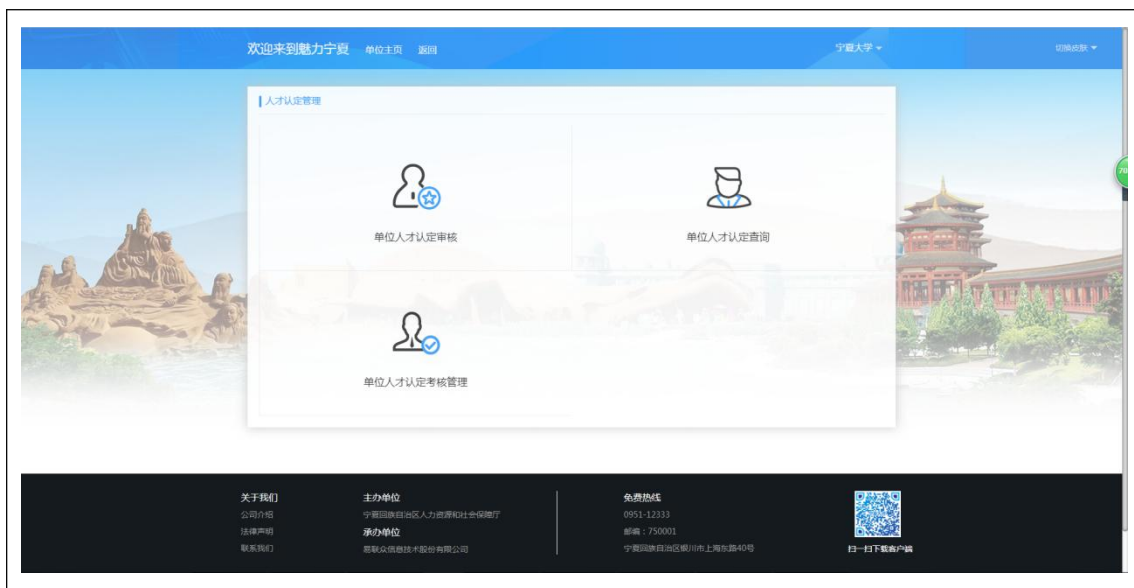 欢迎来到魅力宁夏 单位主页 返回 宁夏大学 切换皮肤
人才认定管理
单位人才认定审核 单位人才认定查询
单位人才认定考核管理
70
关于我们
公司介绍
法律声明
联系我们
主办单位
宁夏回族自治区人力资源和社会保障厅
承办单位
易联众信息技术股份有限公司
免费热线
0951-12333
邮编：750001
宁夏回族自治区银川市上海东路40号
扫一扫下载客户端